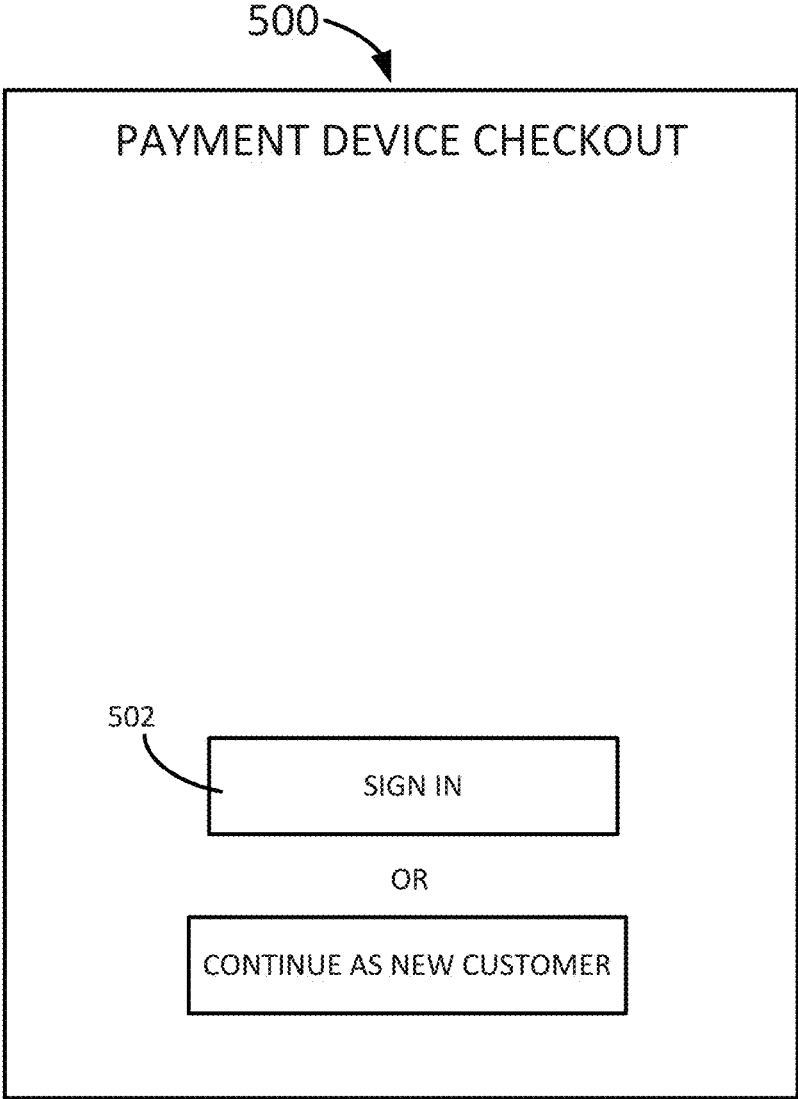 500
PAYMENT DEVICE CHECKOUT
502
SIGN IN
OR
CONTINUE AS NEW CUSTOMER